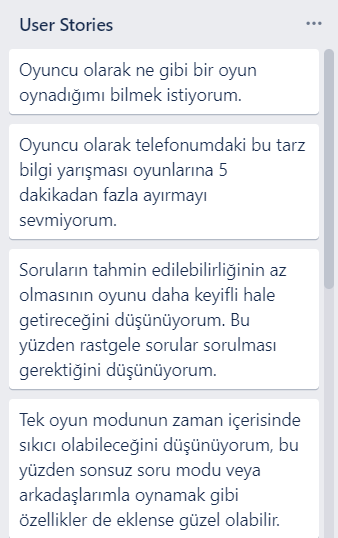 User Stories
Oyuncu olarak ne gibi bir oyun
oynadığımı bilmek istiyorum.
Oyuncu olarak telefonumdaki bu tarz
bilgi yarışması oyunlarına 5
dakikadan fazla ayırmayı
sevmiyorum.
Soruların tahmin edilebilirliğinin az
olmasının oyunu daha keyifli hale
getireceğini düşünüyorum. Bu
yüzden rastgele sorular sorulması
gerektiğini düşünüyorum.
Tek oyun modunun zaman içerisinde
sıkıcı olabileceğini düşünüyorum, bu
yüzden sonsuz soru modu veya
arkadaşlarımla oynamak gibi
özellikler de eklense güzel olabilir.